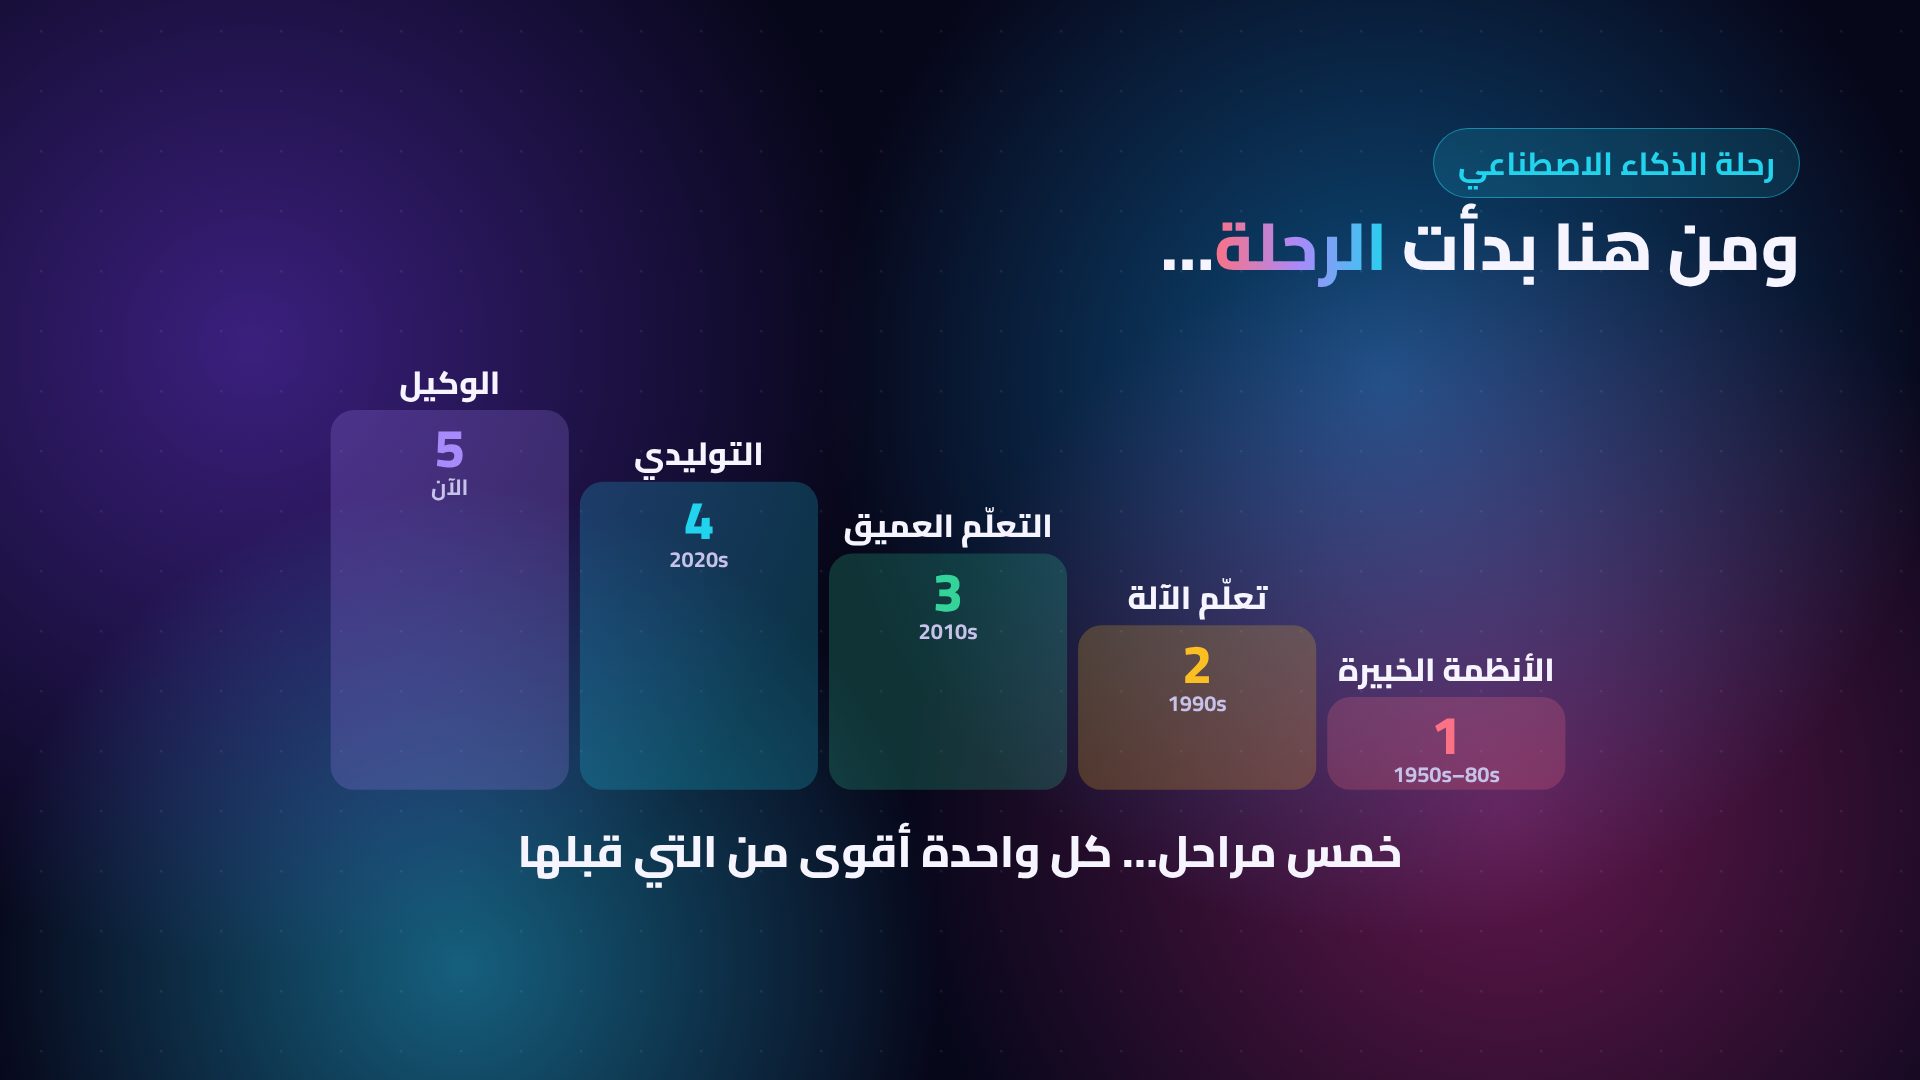 رحلة الذكاء الاصطناعي
ومن هنا بدأت الرحلة...
الأنظمة الخبيرة
1
1950s–80s
تعلّم الآلة
2
1990s
التعلّم العميق
3
2010s
التوليدي
4
2020s
الوكيل
5
الآن
خمس مراحل... كل واحدة أقوى من التي قبلها